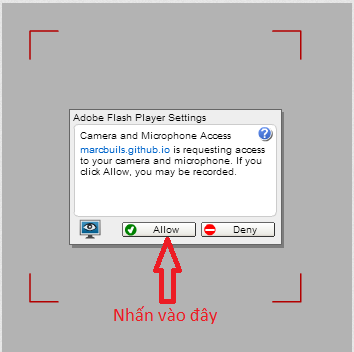 Adobe Flash Player Settings
Camera and Microphone Access
marcbuils.github.io is requesting access
to your camera and microphone. If you
click Allow, you may be recorded.
Allow
Deny
Nhấn vào đây